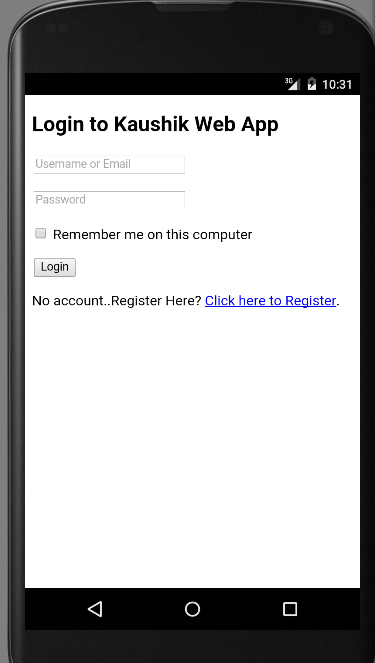 3G 10:31
Login to Kaushik Web App
Username or Email
Password
Remember me on this computer
Login
No account..Register Here? Click here to Register.